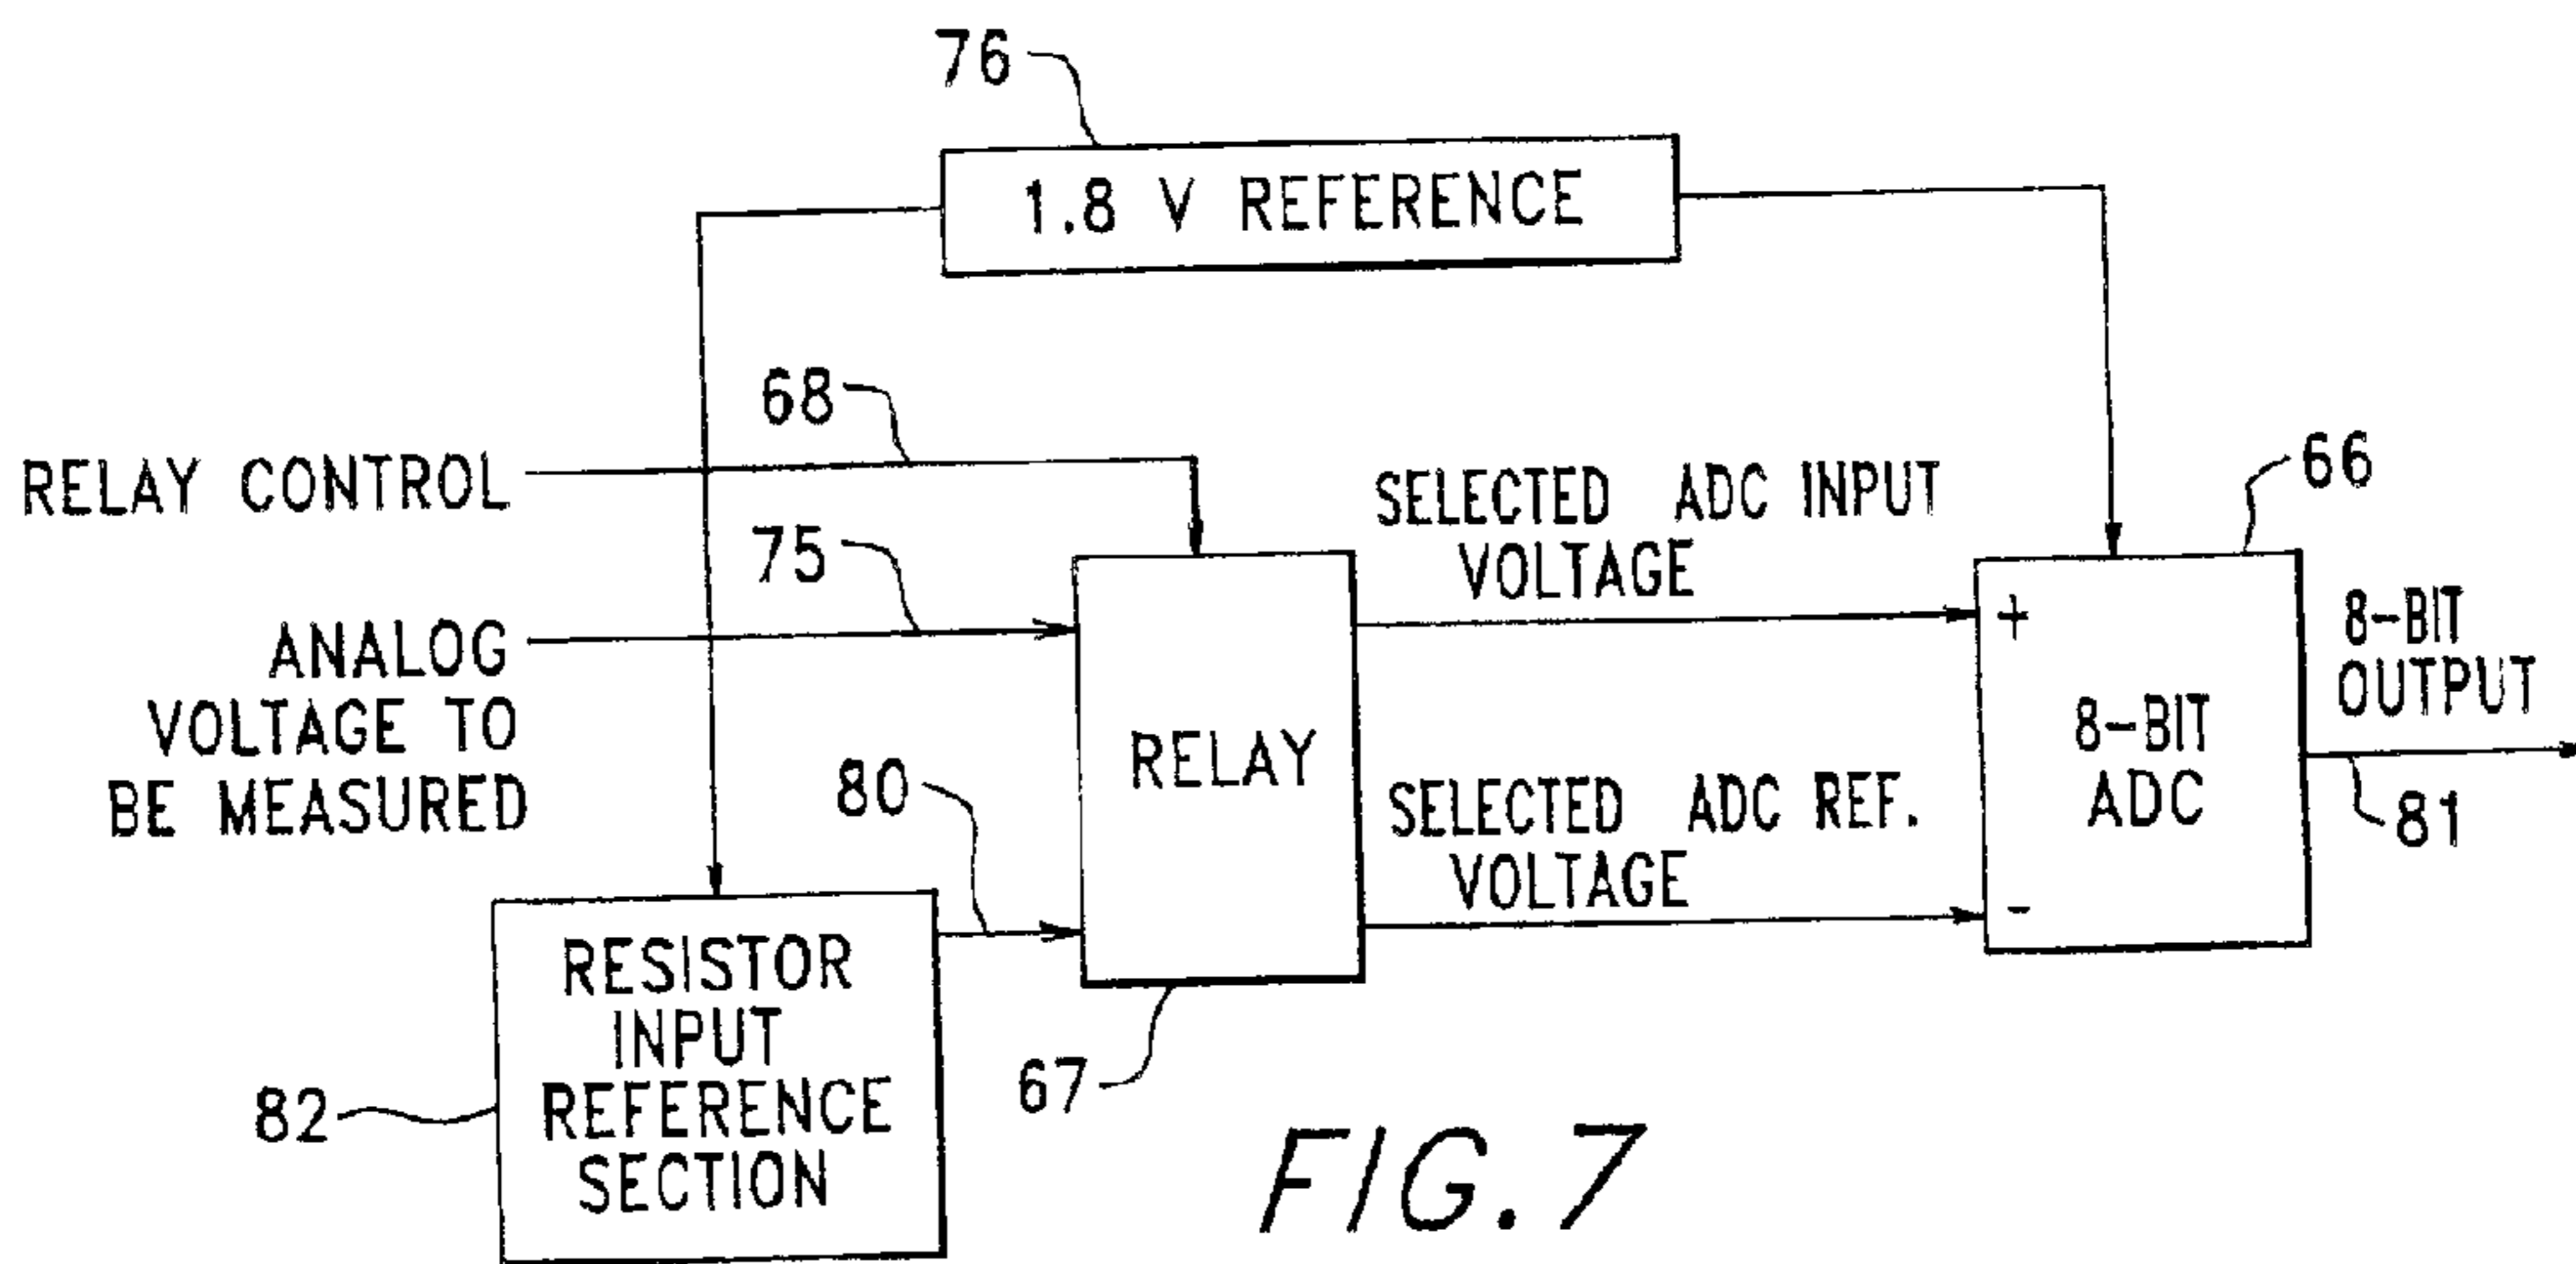 76
1.8 V REFERENCE
68
RELAY CONTROL
75
ANALOG
VOLTAGE TO
BE MEASURED
80
RELAY
67
SELECTED ADC INPUT
VOLTAGE
SELECTED ADC REF.
VOLTAGE
66
+
-
8-BIT
ADC
8-BIT
OUTPUT
81
RESISTOR
INPUT
REFERENCE
SECTION
82
FIG. 7